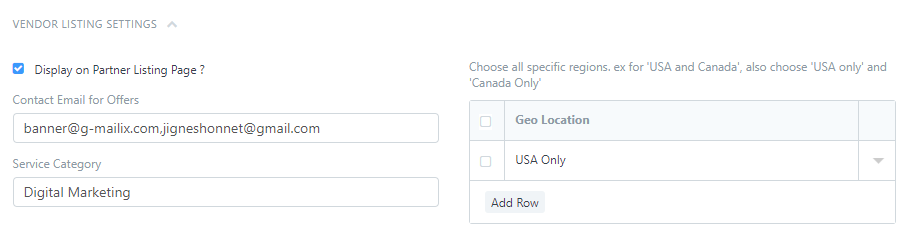 VENDOR LISTING SETTINGS
Display on Partner Listing Page ?
Contact Email for Offers
banner@g-mailix.com,jigneshonnet@gmail.com
Service Category
Digital Marketing
Choose all specific regions. ex for 'USA and Canada', also choose 'USA only' and
'Canada Only'
Geo Location
USA Only
Add Row